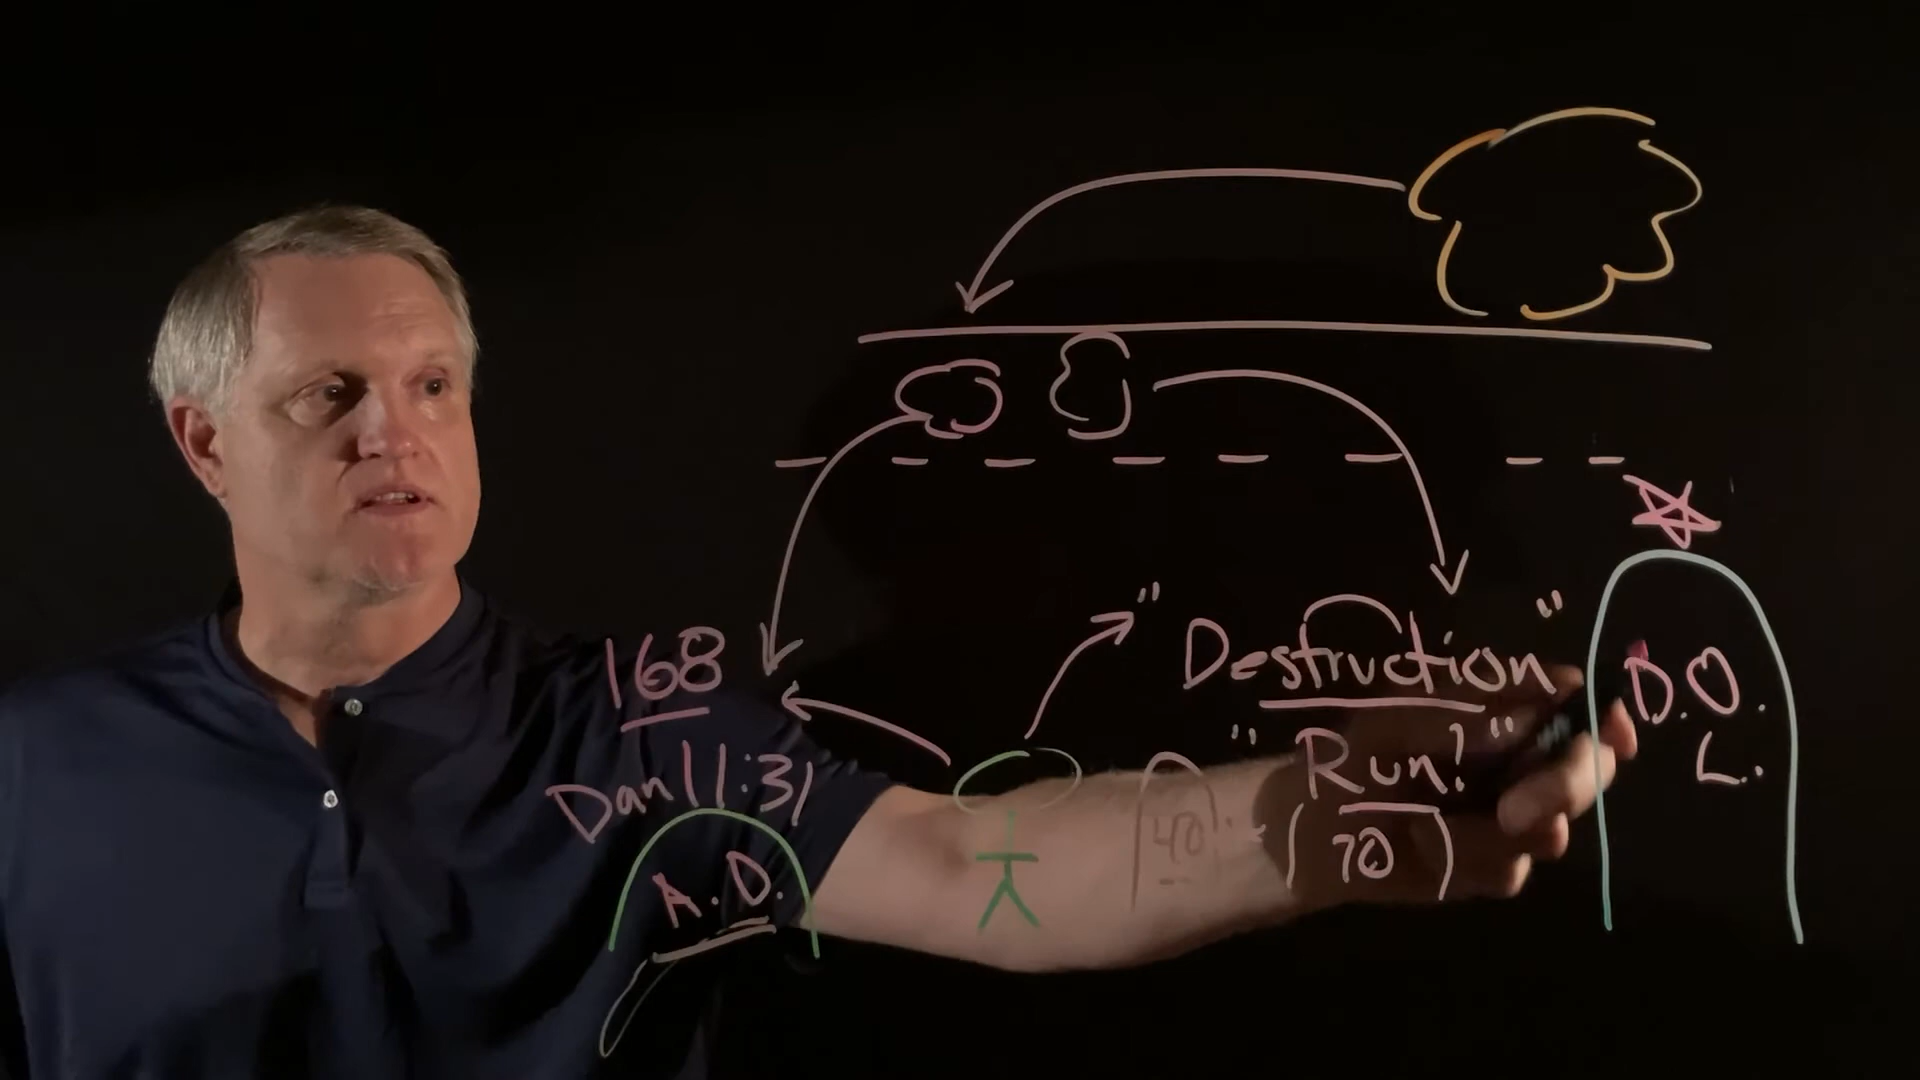 168
Dan 11:31
A.D.
" Destruction "
" Run! "
40
(70)
D.O.
L..